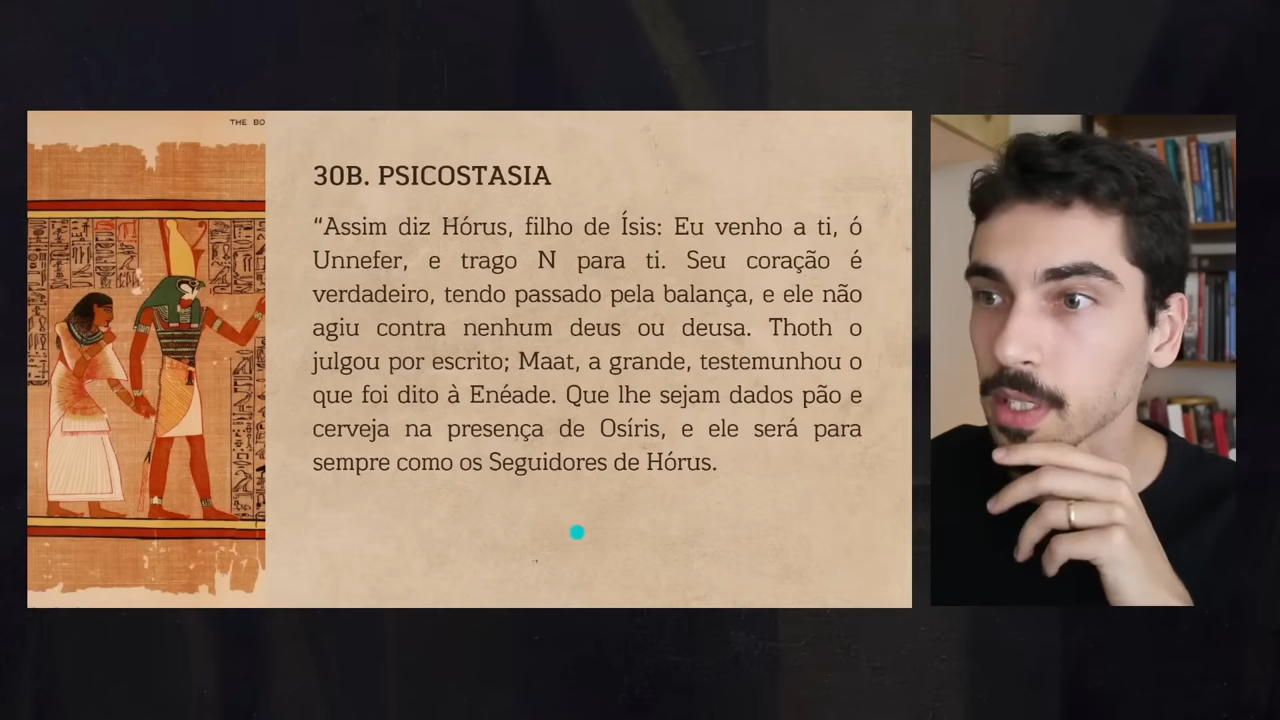 THE BO
30B. PSICOSTASIA
“Assim diz Hórus, filho de Ísis: Eu venho a ti, ó
Unnefer, e trago N para ti. Seu coração é
verdadeiro, tendo passado pela balança, e ele não
agiu contra nenhum deus ou deusa. Thoth o
julgou por escrito; Maat, a grande, testemunhou o
que foi dito à Enéade. Que lhe sejam dados pão e
cerveja na presença de Osíris, e ele será para
sempre como os Seguidores de Hórus.